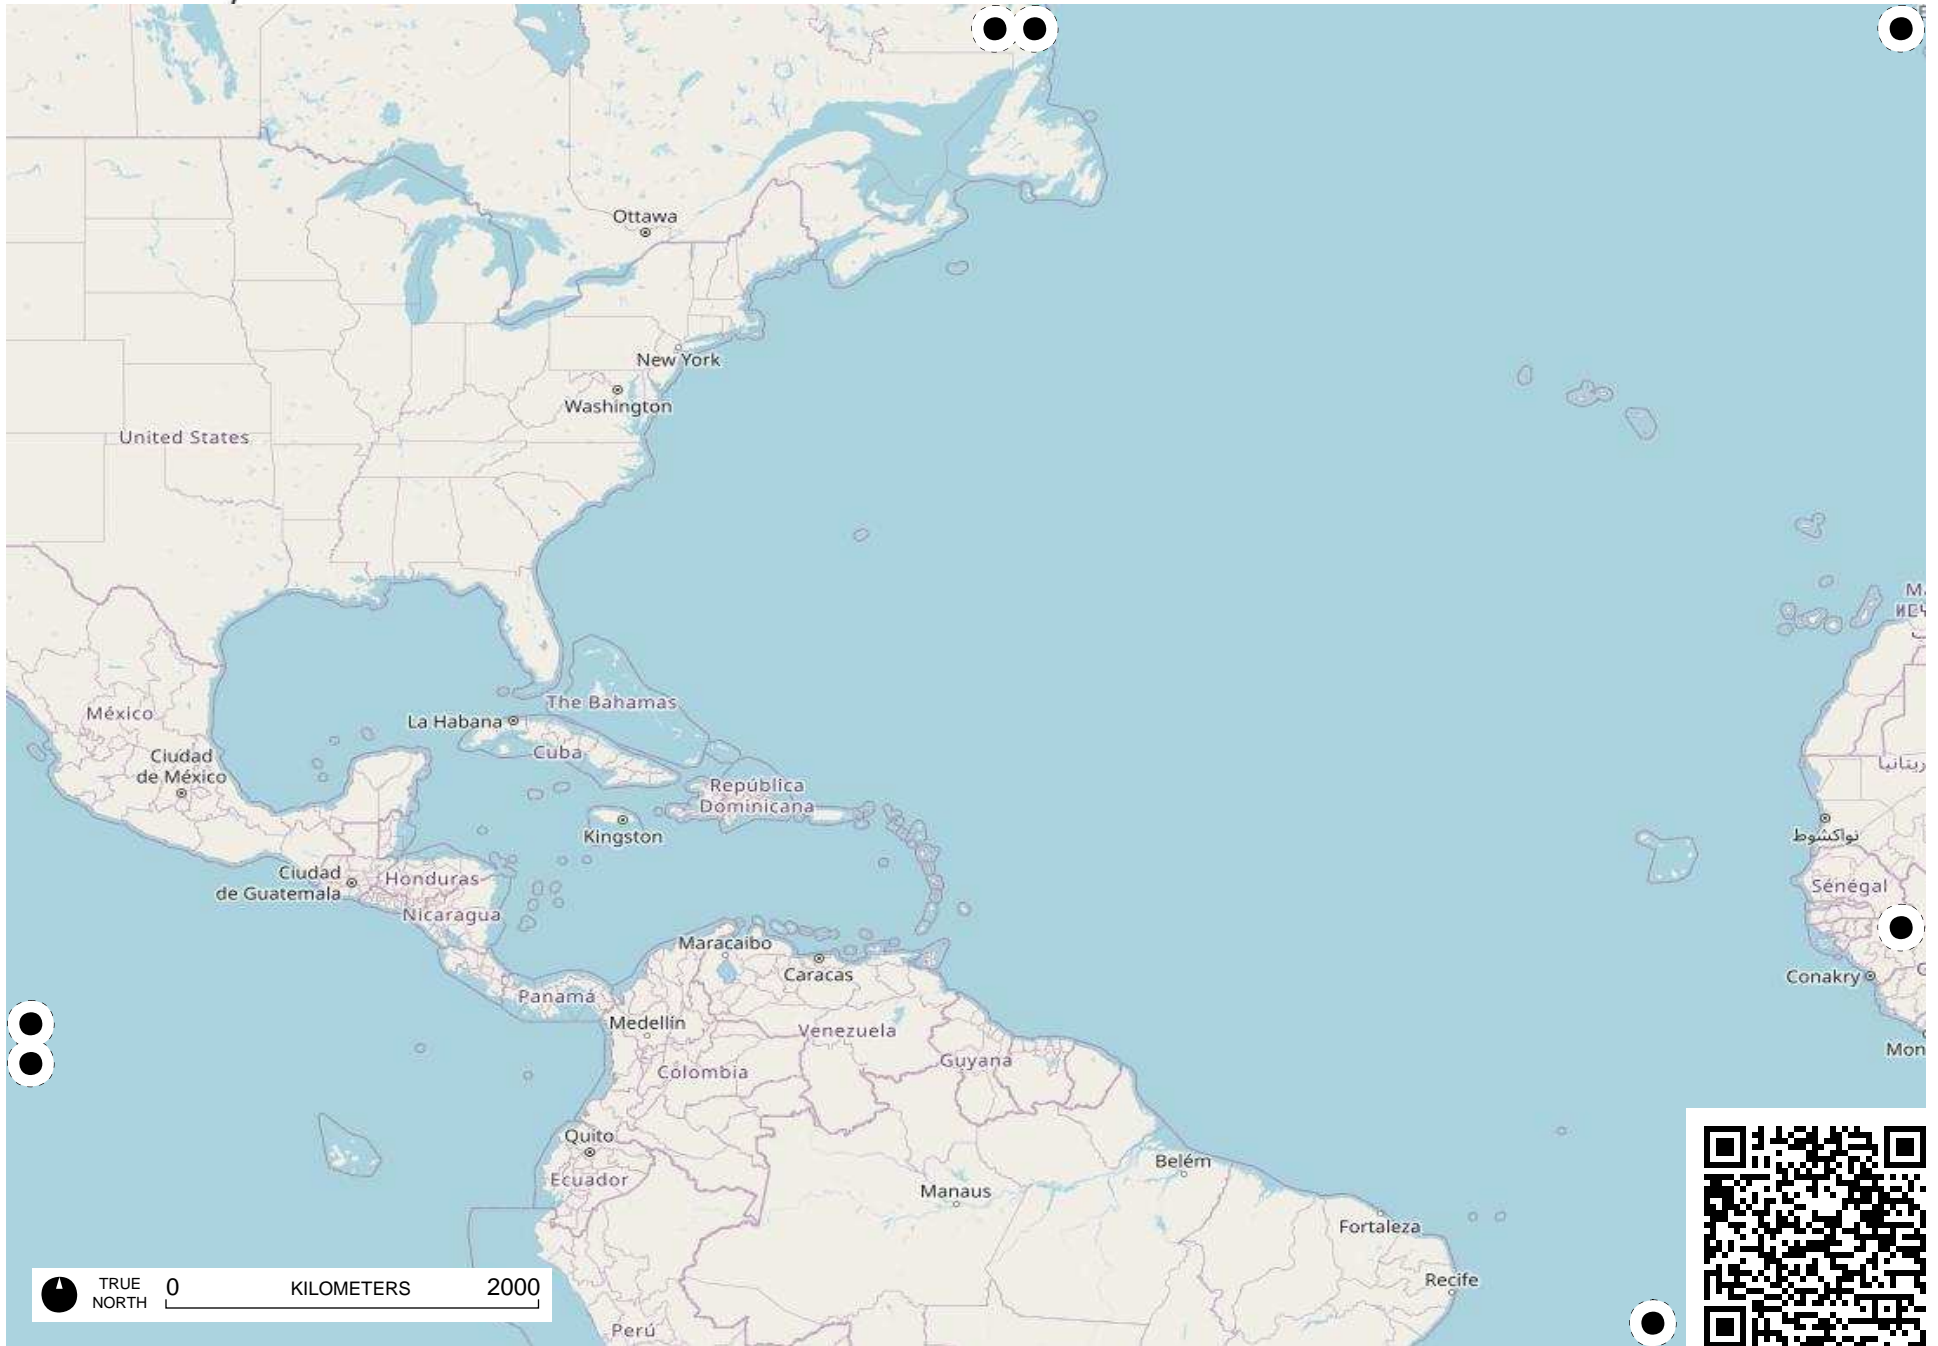 Ottawa
New York
Washington
United States
México
Ciudad
de México
La Habana
The Bahamas
Cuba
República
Dominicana
Kingston
Ciudad
de Guatemala
Honduras
Nicaragua
نواكشوط
Sénégal
Maracaibo
Caracas
Conakry
Panamá
Medellín
Venezuela
Guyana
Colombia
Quito
Ecuador
Belém
Manaus
Fortaleza
Recife
Perú
TRUE
NORTH
0
KILOMETERS
2000